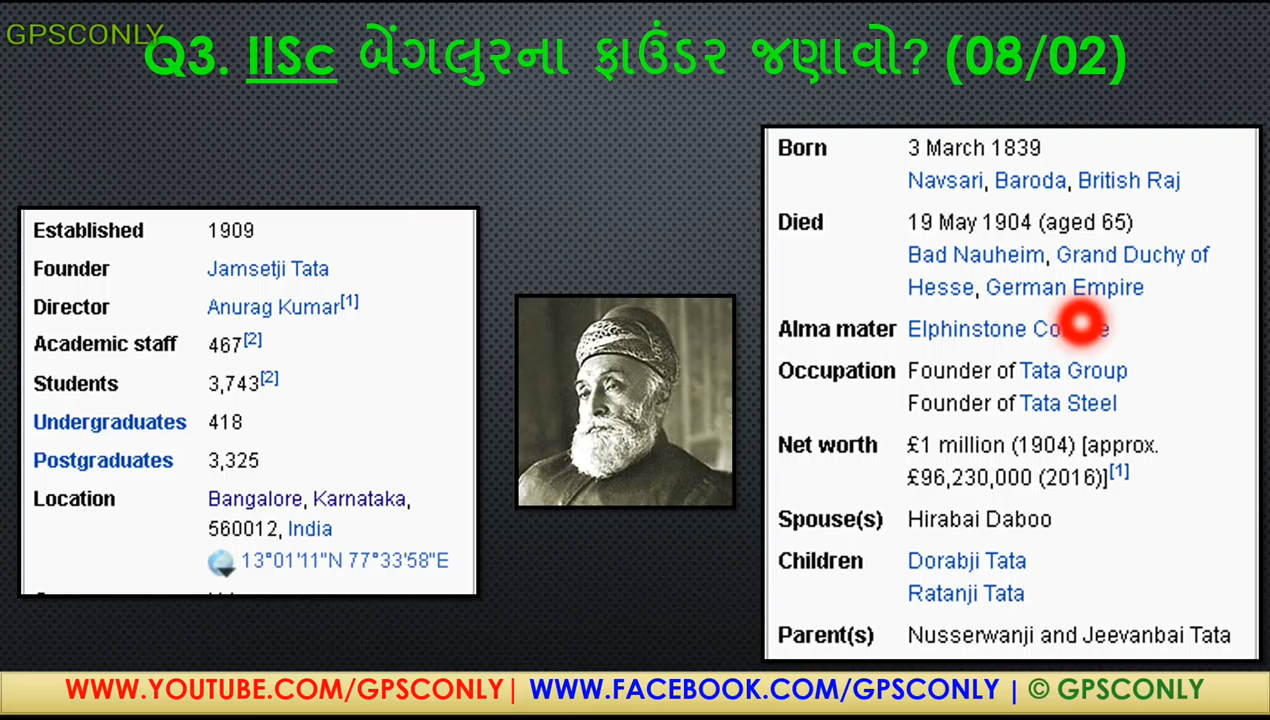 GPSCONLY
Q3. IISc બેંગલુરના ફાઉંડર જણાવો? (08/02)
Established 1909
Founder Jamsetji Tata
Director Anurag Kumar[1]
Academic staff 467[2]
Students 3,743[2]
Undergraduates 418
Postgraduates 3,325
Location Bangalore, Karnataka,
560012, India
13°01'11"N 77°33'58"E
Born 3 March 1839
Navsari, Baroda, British Raj
Died 19 May 1904 (aged 65)
Bad Nauheim, Grand Duchy of
Hesse, German Empire
Alma mater Elphinstone
Occupation Founder of Tata Group
Founder of Tata Steel
Net worth £1 million (1904) [approx.
£96,230,000 (2016)][1]
Spouse(s) Hirabai Daboo
Children Dorabji Tata
Ratanji Tata
Parent(s) Nusserwanji and Jeevanbai Tata
WWW.YOUTUBE.COM/GPSCONLY | WWW.FACEBOOK.COM/GPSCONLY | © GPSCONLY